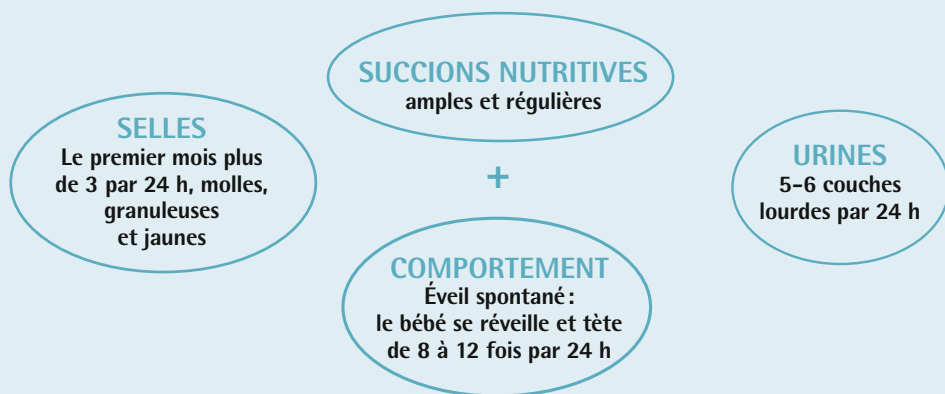 SUCCIONS NUTRITIVES
amples et régulières
SELLES
Le premier mois plus
de 3 par 24 h, molles,
granuleuses
et jaunes
+
URINES
5-6 couches
lourdes par 24 h
COMPORTEMENT
Éveil spontané :
le bébé se réveille et tète
de 8 à 12 fois par 24 h